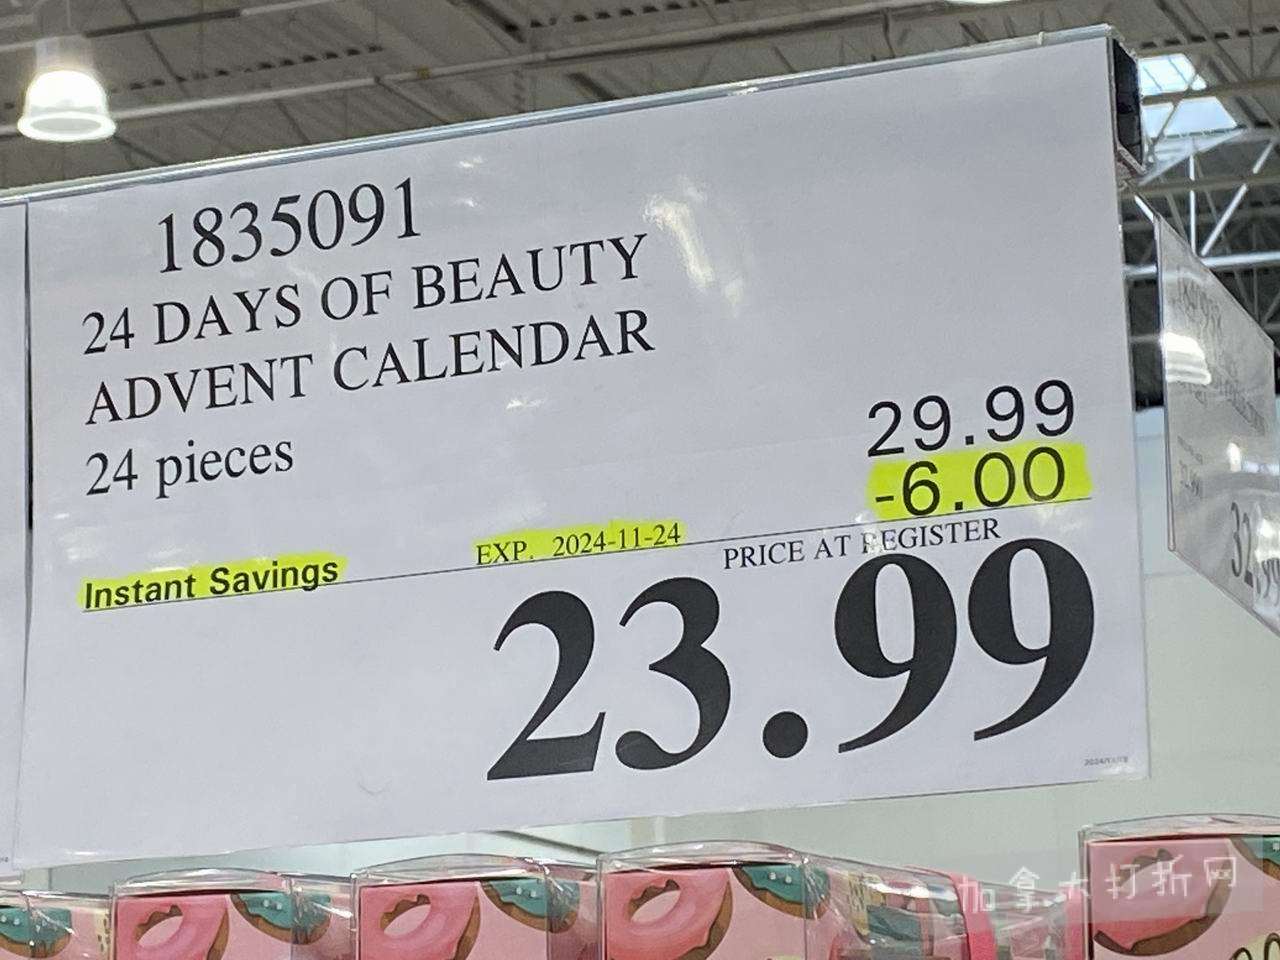 1835091
24 DAYS OF BEAUTY
ADVENT CALENDAR
24 pieces
29.99
-6.00
Instant Savings
EXP. 2024-11-24
PRICE AT REGISTER
23.99
加拿大打折网